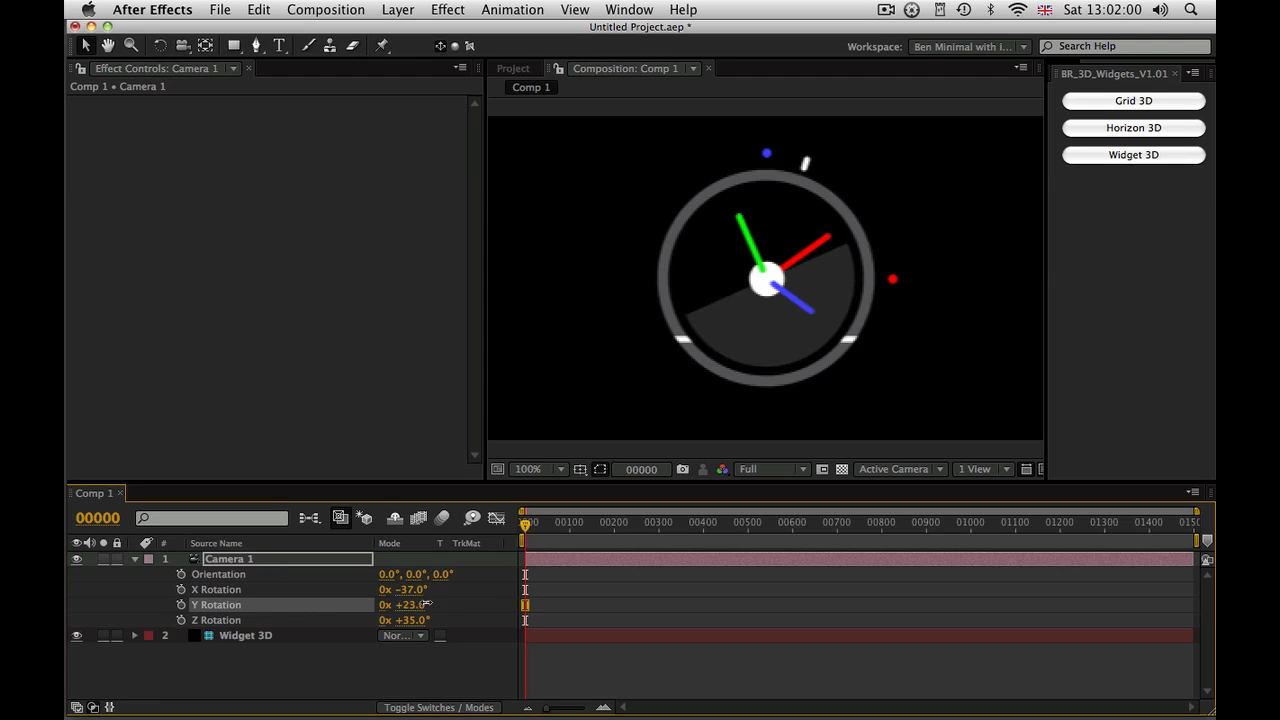 After Effects File Edit Composition Layer Effect Animation View Window Help Sat 13:02:00
Untitled Project.aep *
T Workspace: Ben Minimal with i... Search Help
Effect Controls: Camera 1 Project Composition: Comp 1 BR_3D_Widgets_V1.01
Comp 1 • Camera 1 Comp 1
Grid 3D
Horizon 3D
Widget 3D
100% 00000 Full Active Camera 1 View
Comp 1
00000 00100 00200 00300 00400 00500 00600 00700 00800 00900 01000 01100 01200 01300 01400
# Source Name Mode T TrkMat
1 Camera 1
Orientation 0.0°, 0.0°, 0.0°
X Rotation 0x -37.0°
Y Rotation 0x +23.0
Z Rotation 0x +35.0°
2 Widget 3D Nor...
Toggle Switches / Modes